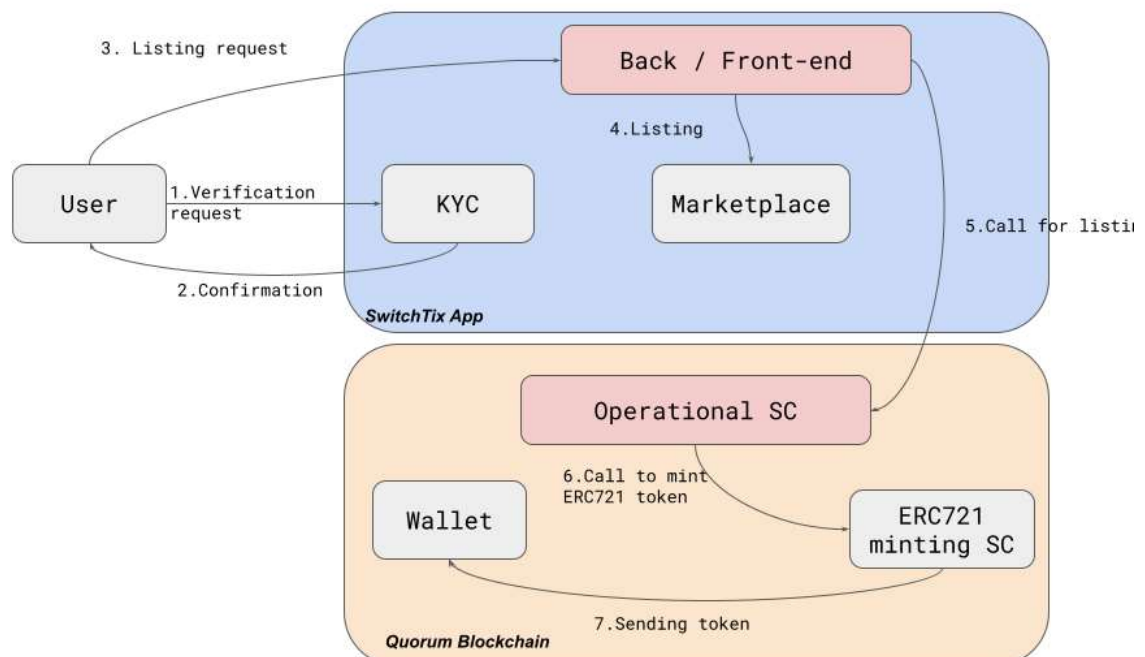 3. Listing request
Back / Front-end
4.Listing
User
1.Verification
request
KYC
Marketplace
5.Call for listin
2.Confirmation
SwitchTix App
Operational SC
6.Call to mint
ERC721 token
Wallet
ERC721
minting SC
7.Sending token
Quorum Blockchain